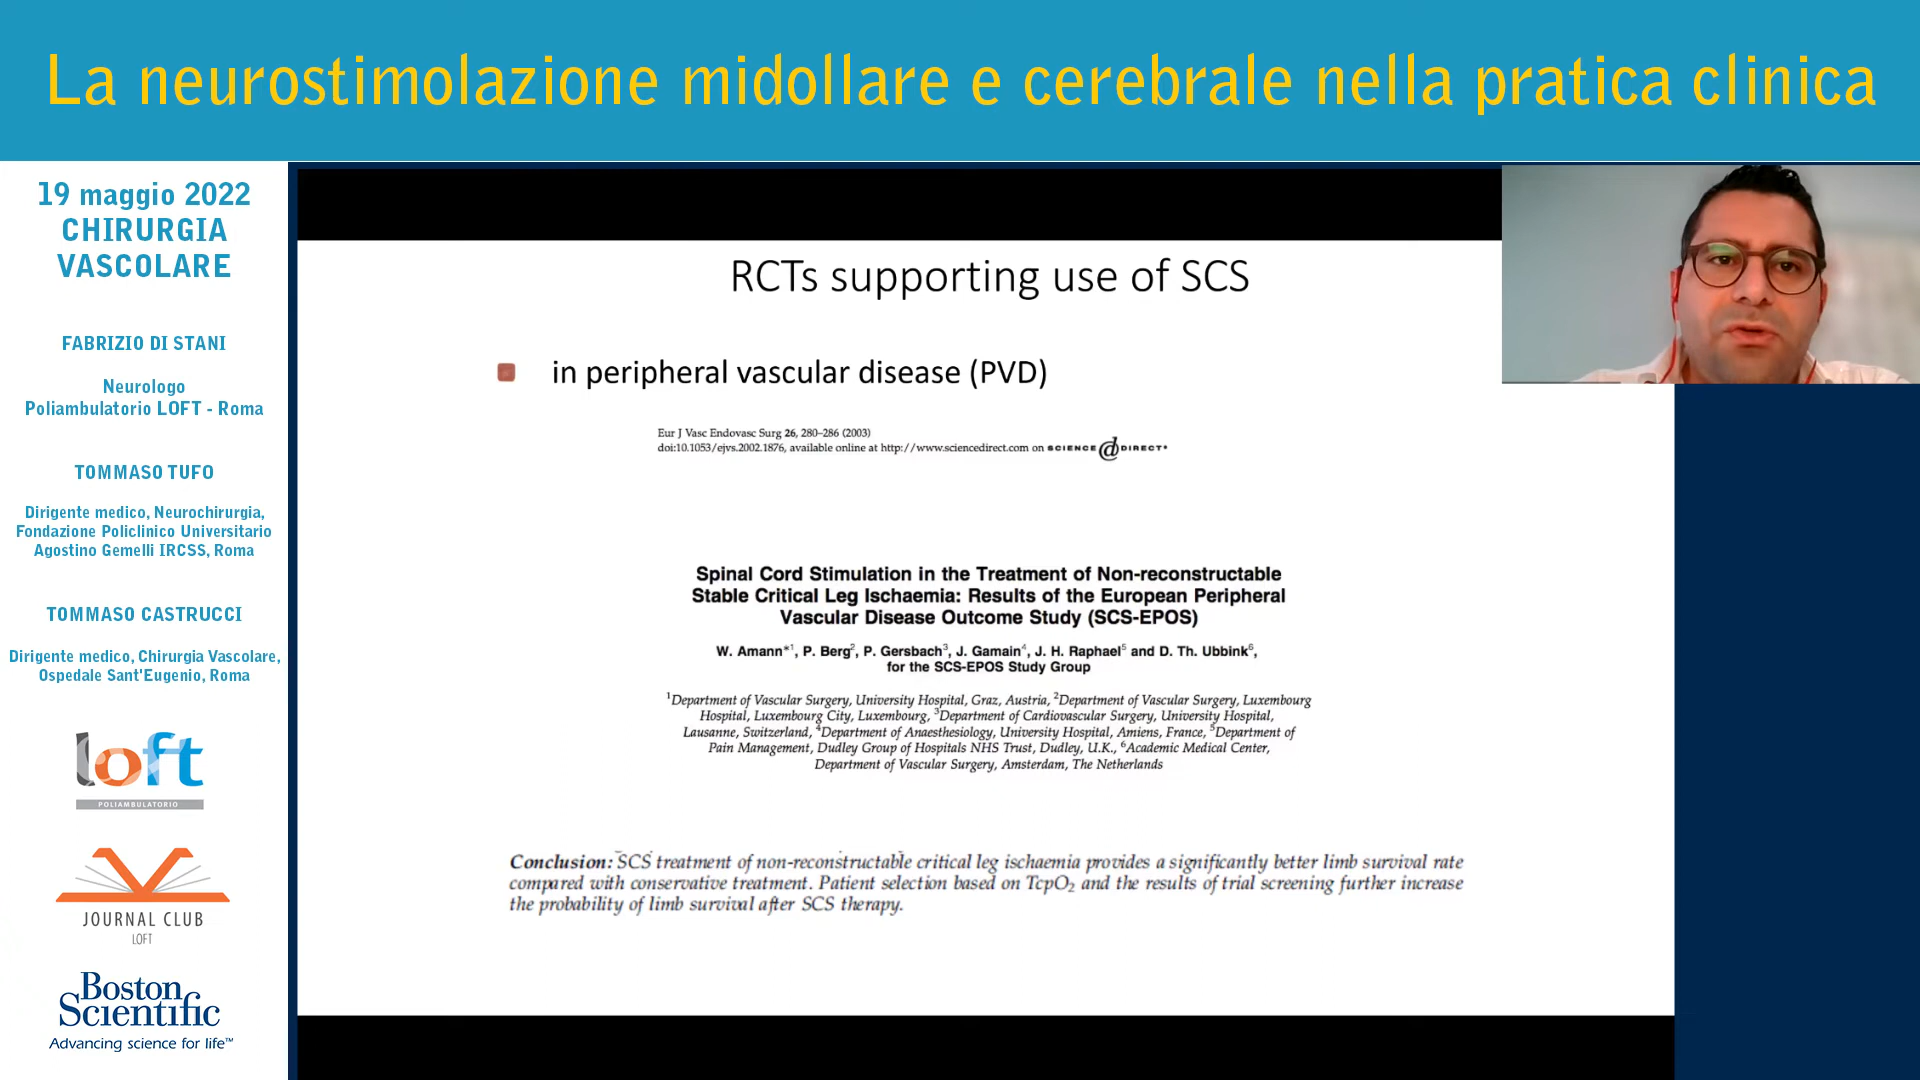 La neurostimolazione midollare e cerebrale nella pratica clinica
19 maggio 2022
CHIRURGIA
VASCOLARE
FABRIZIO DI STANI
Neurologo
Poliambulatorio LOFT - Roma
TOMMASO TUFO
Dirigente medico, Neurochirurgia,
Fondazione Policlinico Universitario
Agostino Gemelli IRCSS, Roma
TOMMASO CASTRUCCI
Dirigente medico, Chirurgia Vascolare,
Ospedale Sant'Eugenio, Roma
loft
POLIAMBULATORIO
JOURNAL CLUB
LOFT
Boston
Scientific
Advancing science for life™
RCTs supporting use of SCS
in peripheral vascular disease (PVD)
Eur J Vasc Endovasc Surg 26, 280–286 (2003)
doi:10.1053/ejvs.2002.1876, available online at http://www.sciencedirect.com on SCIENCE @ DIRECT®
Spinal Cord Stimulation in the Treatment of Non-reconstructable
Stable Critical Leg Ischaemia: Results of the European Peripheral
Vascular Disease Outcome Study (SCS-EPOS)
W. Amann*¹, P. Berg², P. Gersbach³, J. Gamain⁴, J. H. Raphael⁵ and D. Th. Ubbink⁶,
for the SCS-EPOS Study Group
¹Department of Vascular Surgery, University Hospital, Graz, Austria, ²Department of Vascular Surgery, Luxembourg
Hospital, Luxembourg City, Luxembourg, ³Department of Cardiovascular Surgery, University Hospital,
Lausanne, Switzerland, ⁴Department of Anaesthesiology, University Hospital, Amiens, France, ⁵Department of
Pain Management, Dudley Group of Hospitals NHS Trust, Dudley, U.K., ⁶Academic Medical Center,
Department of Vascular Surgery, Amsterdam, The Netherlands
Conclusion: SCS treatment of non-reconstructable critical leg ischaemia provides a significantly better limb survival rate
compared with conservative treatment. Patient selection based on TcpO₂ and the results of trial screening further increase
the probability of limb survival after SCS therapy.